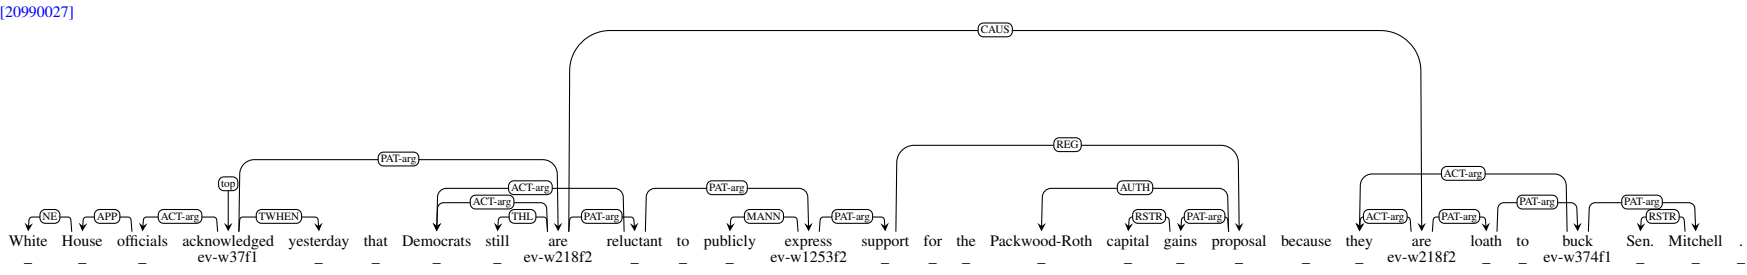 [20990027]
CAUS
REG
PAT-arg
ACT-arg
top
ACT-arg PAT-arg AUTH
ACT-arg PAT-arg PAT-arg
NE APP ACT-arg TWHEN THL PAT-arg MANN PAT-arg RSTR PAT-arg ACT-arg PAT-arg RSTR
White House officials acknowledged yesterday that Democrats still are reluctant to publicly express support for the Packwood-Roth capital gains proposal because they are loath to buck Sen. Mitchell .
_ _ _ ev-w37f1 _ _ _ _ ev-w218f2 _ _ _ ev-w1253f2 _ _ _ _ _ _ _ _ _ ev-w218f2 _ _ ev-w374f1 _ _ _